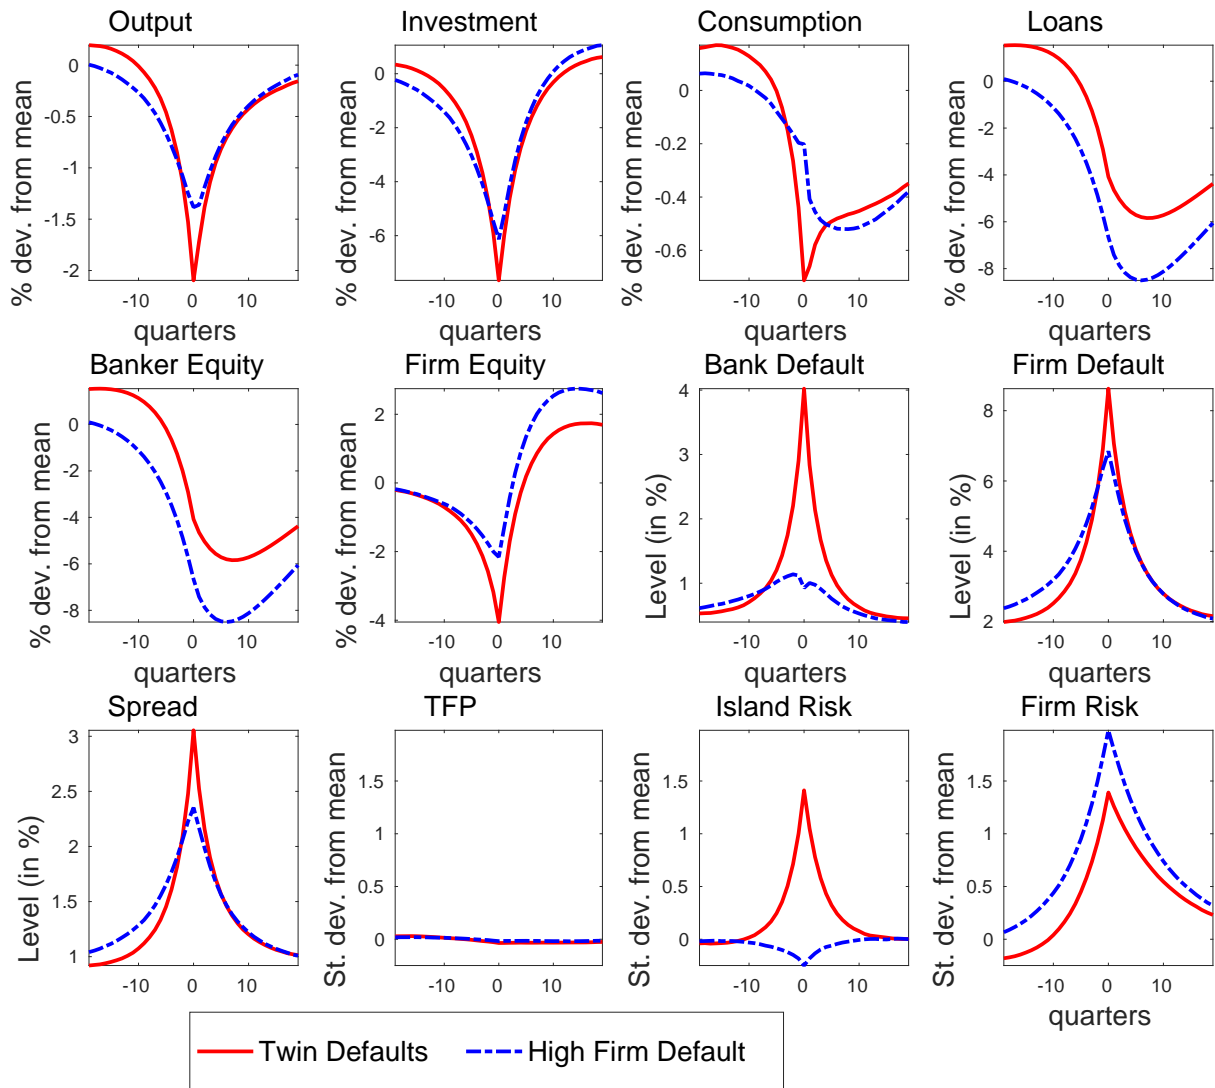 Output Investment Consumption Loans
% dev. from mean
0
-0.5
-1
-1.5
-2
-10 0 10
quarters
% dev. from mean
0
-2
-4
-6
-10 0 10
quarters
% dev. from mean
0
-0.2
-0.4
-0.6
-10 0 10
quarters
% dev. from mean
0
-2
-4
-6
-8
-10 0 10
quarters
Banker Equity Firm Equity Bank Default Firm Default
% dev. from mean
0
-2
-4
-6
-8
-10 0 10
quarters
% dev. from mean
2
0
-2
-4
-10 0 10
quarters
Level (in %)
4
3
2
1
-10 0 10
quarters
Level (in %)
8
6
4
2
-10 0 10
quarters
Spread TFP Island Risk Firm Risk
Level (in %)
3
2.5
2
1.5
1
-10 0 10
St. dev. from mean
1.5
1
0.5
0
-10 0 10
St. dev. from mean
1.5
1
0.5
0
-10 0 10
St. dev. from mean
1.5
1
0.5
0
-10 0 10
quarters
Twin Defaults High Firm Default